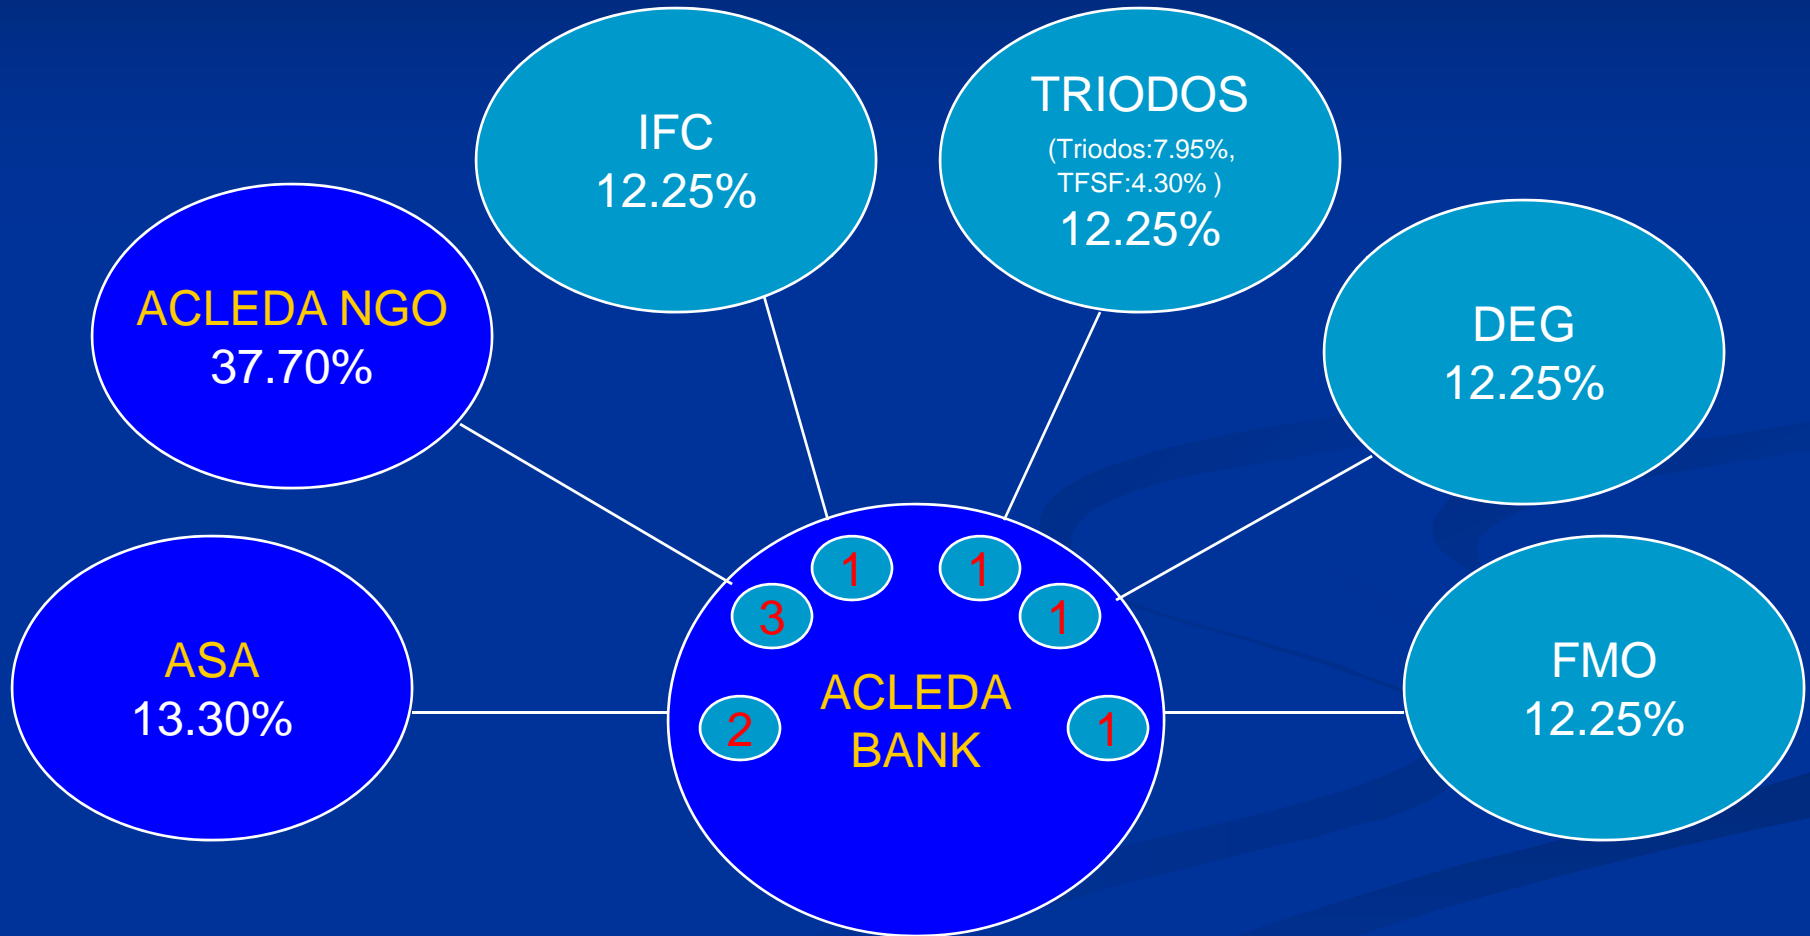 IFC
12.25%
TRIODOS
(Triodos:7.95%,
TFSF:4.30% )
12.25%
ACLEDA NGO
37.70%
DEG
12.25%
ASA
13.30%
FMO
12.25%
1
1
3
1
2
1
ACLEDA
BANK